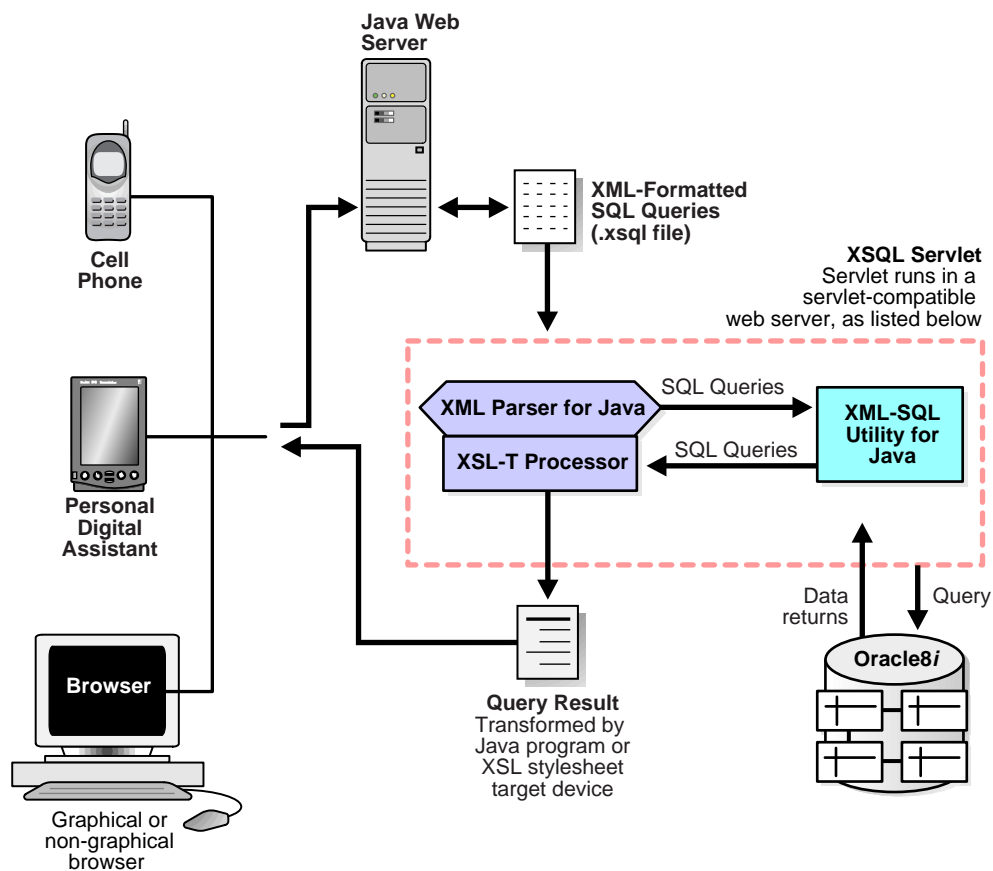 Java Web
Server
Cell
Phone
XML-Formatted
SQL Queries
(.xsql file)
XSQL Servlet
Servlet runs in a
servlet-compatible
web server, as listed below
XML Parser for Java
XSL-T Processor
SQL Queries
SQL Queries
XML-SQL
Utility for
Java
Personal
Digital
Assistant
Data
returns
Query
Oracle8i
Browser
Query Result
Transformed by
Java program or
XSL stylesheet
target device
Graphical or
non-graphical
browser